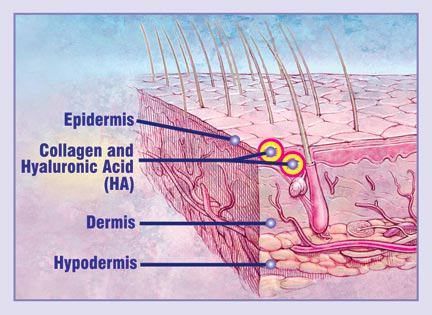 Epidermis
Collagen and
Hyaluronic Acid
(HA)
Dermis
Hypodermis